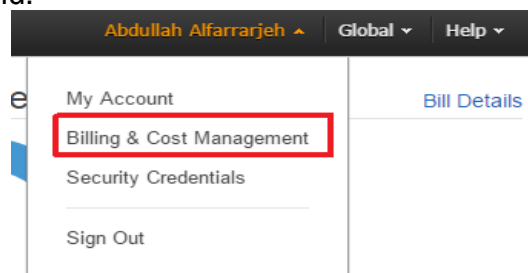 Abdullah Alfarrarjeh Global Help
My Account
Bill Details
Billing & Cost Management
Security Credentials
Sign Out